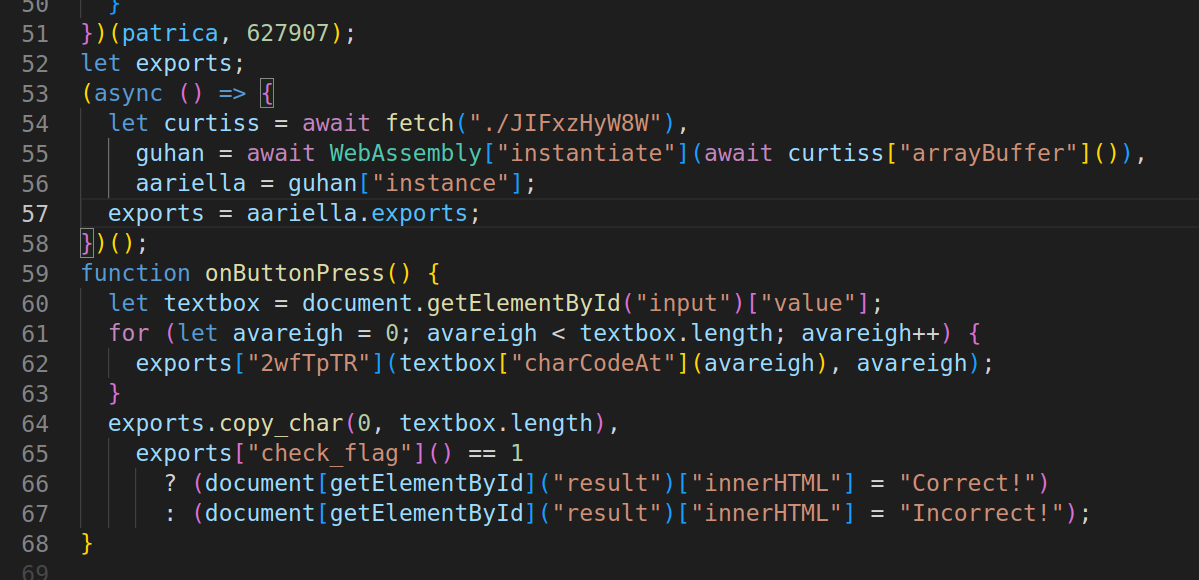 50 }
51 })(patrica, 627907);
52 let exports;
53 (async () => {
54 let curtiss = await fetch("./JIFxzHyW8W"),
55 guhan = await WebAssembly["instantiate"](await curtiss["arrayBuffer"]()),
56 aariella = guhan["instance"];
57 exports = aariella.exports;
58 })();
59 function onButtonPress() {
60 let textbox = document.getElementById("input")["value"];
61 for (let avareigh = 0; avareigh < textbox.length; avareigh++) {
62 exports["2wfTpTR"](textbox["charCodeAt"](avareigh), avareigh);
63 }
64 exports.copy_char(0, textbox.length),
65 exports["check_flag"]() == 1
66 ? (document[getElementById]("result")["innerHTML"] = "Correct!")
67 : (document[getElementById]("result")["innerHTML"] = "Incorrect!");
68 }
69